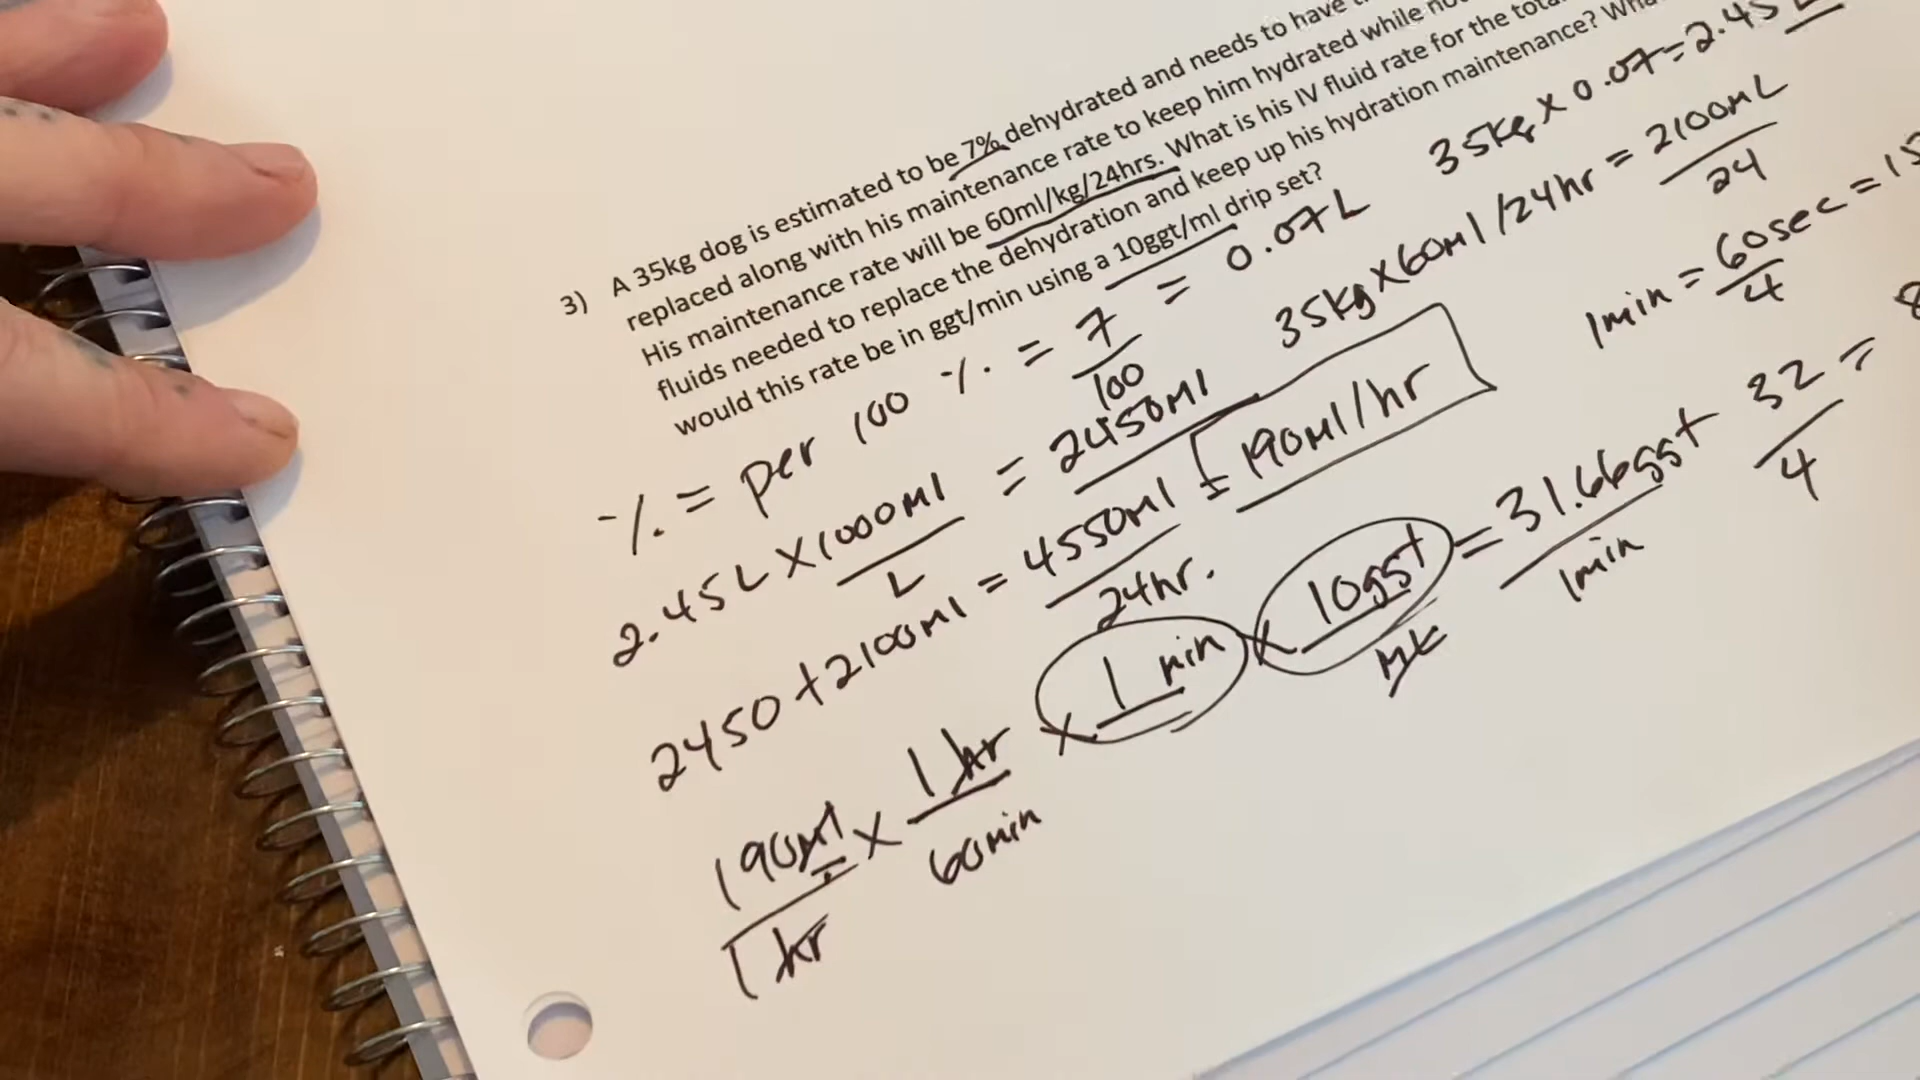 3) A 35kg dog is estimated to be 7% dehydrated and needs to have
replaced along with his maintenance rate to keep him hydrated while
His maintenance rate will be 60ml/kg/24hrs. What is his IV fluid rate for the
fluids needed to replace the dehydration and keep up his hydration maintenance?
would this rate be in ggt/min using a 10ggt/ml drip set?
35kg x 0.07 = 2.45
% = per 100 % = 7/100 = 0.07L
35kg x 60ml/24hr = 2100mL/24
2.45L x 1000ml/L = 2450ml
1min = 60sec/4 = 15
2450 + 2100ml = 4550ml/24hr. = 190ml/hr
32/4 = 8
190ml/1hr x 1hr/60min x 1min x 10ggt/mL = 31.66ggt/1min